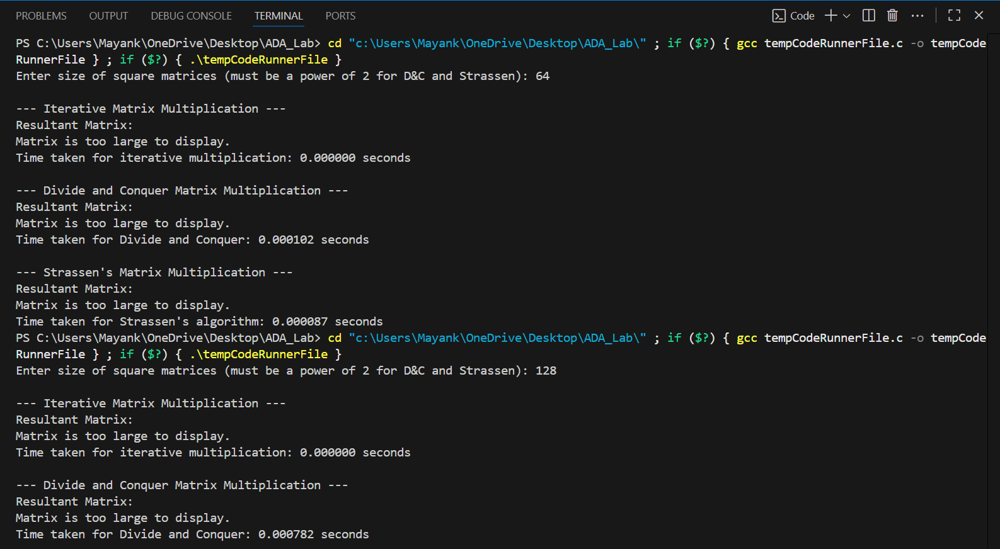 PROBLEMS OUTPUT DEBUG CONSOLE TERMINAL PORTS Code
PS C:\Users\Mayank\OneDrive\Desktop\ADA_Lab> cd "c:\Users\Mayank\OneDrive\Desktop\ADA_Lab\" ; if ($?) { gcc tempCodeRunnerFile.c -o tempCode
RunnerFile } ; if ($?) { .\tempCodeRunnerFile }
Enter size of square matrices (must be a power of 2 for D&C and Strassen): 64
--- Iterative Matrix Multiplication ---
Resultant Matrix:
Matrix is too large to display.
Time taken for iterative multiplication: 0.000000 seconds
--- Divide and Conquer Matrix Multiplication ---
Resultant Matrix:
Matrix is too large to display.
Time taken for Divide and Conquer: 0.000102 seconds
--- Strassen's Matrix Multiplication ---
Resultant Matrix:
Matrix is too large to display.
Time taken for Strassen's algorithm: 0.000087 seconds
PS C:\Users\Mayank\OneDrive\Desktop\ADA_Lab> cd "c:\Users\Mayank\OneDrive\Desktop\ADA_Lab\" ; if ($?) { gcc tempCodeRunnerFile.c -o tempCode
RunnerFile } ; if ($?) { .\tempCodeRunnerFile }
Enter size of square matrices (must be a power of 2 for D&C and Strassen): 128
--- Iterative Matrix Multiplication ---
Resultant Matrix:
Matrix is too large to display.
Time taken for iterative multiplication: 0.000000 seconds
--- Divide and Conquer Matrix Multiplication ---
Resultant Matrix:
Matrix is too large to display.
Time taken for Divide and Conquer: 0.000782 seconds